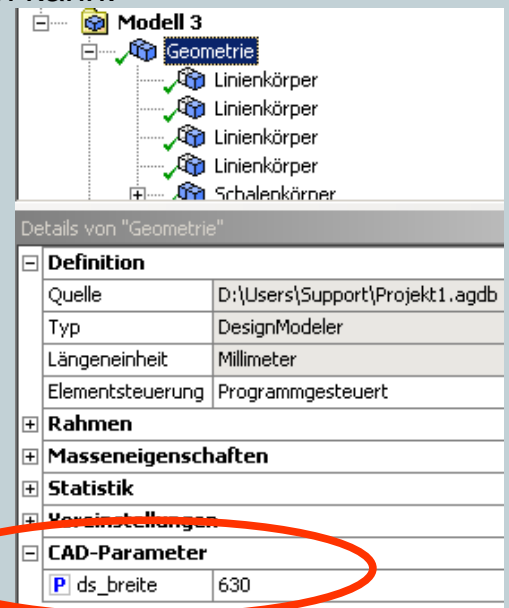 Modell 3
Geometrie
Linienkörper
Linienkörper
Linienkörper
Linienkörper
Schalenkörper
Details von "Geometrie"
Definition
Quelle D:\Users\Support\Projekt1.agdb
Typ DesignModeler
Längeneinheit Millimeter
Elementsteuerung Programmgesteuert
Rahmen
Masseneigenschaften
Statistik
Voreinstellungen
CAD-Parameter
P ds_breite 630